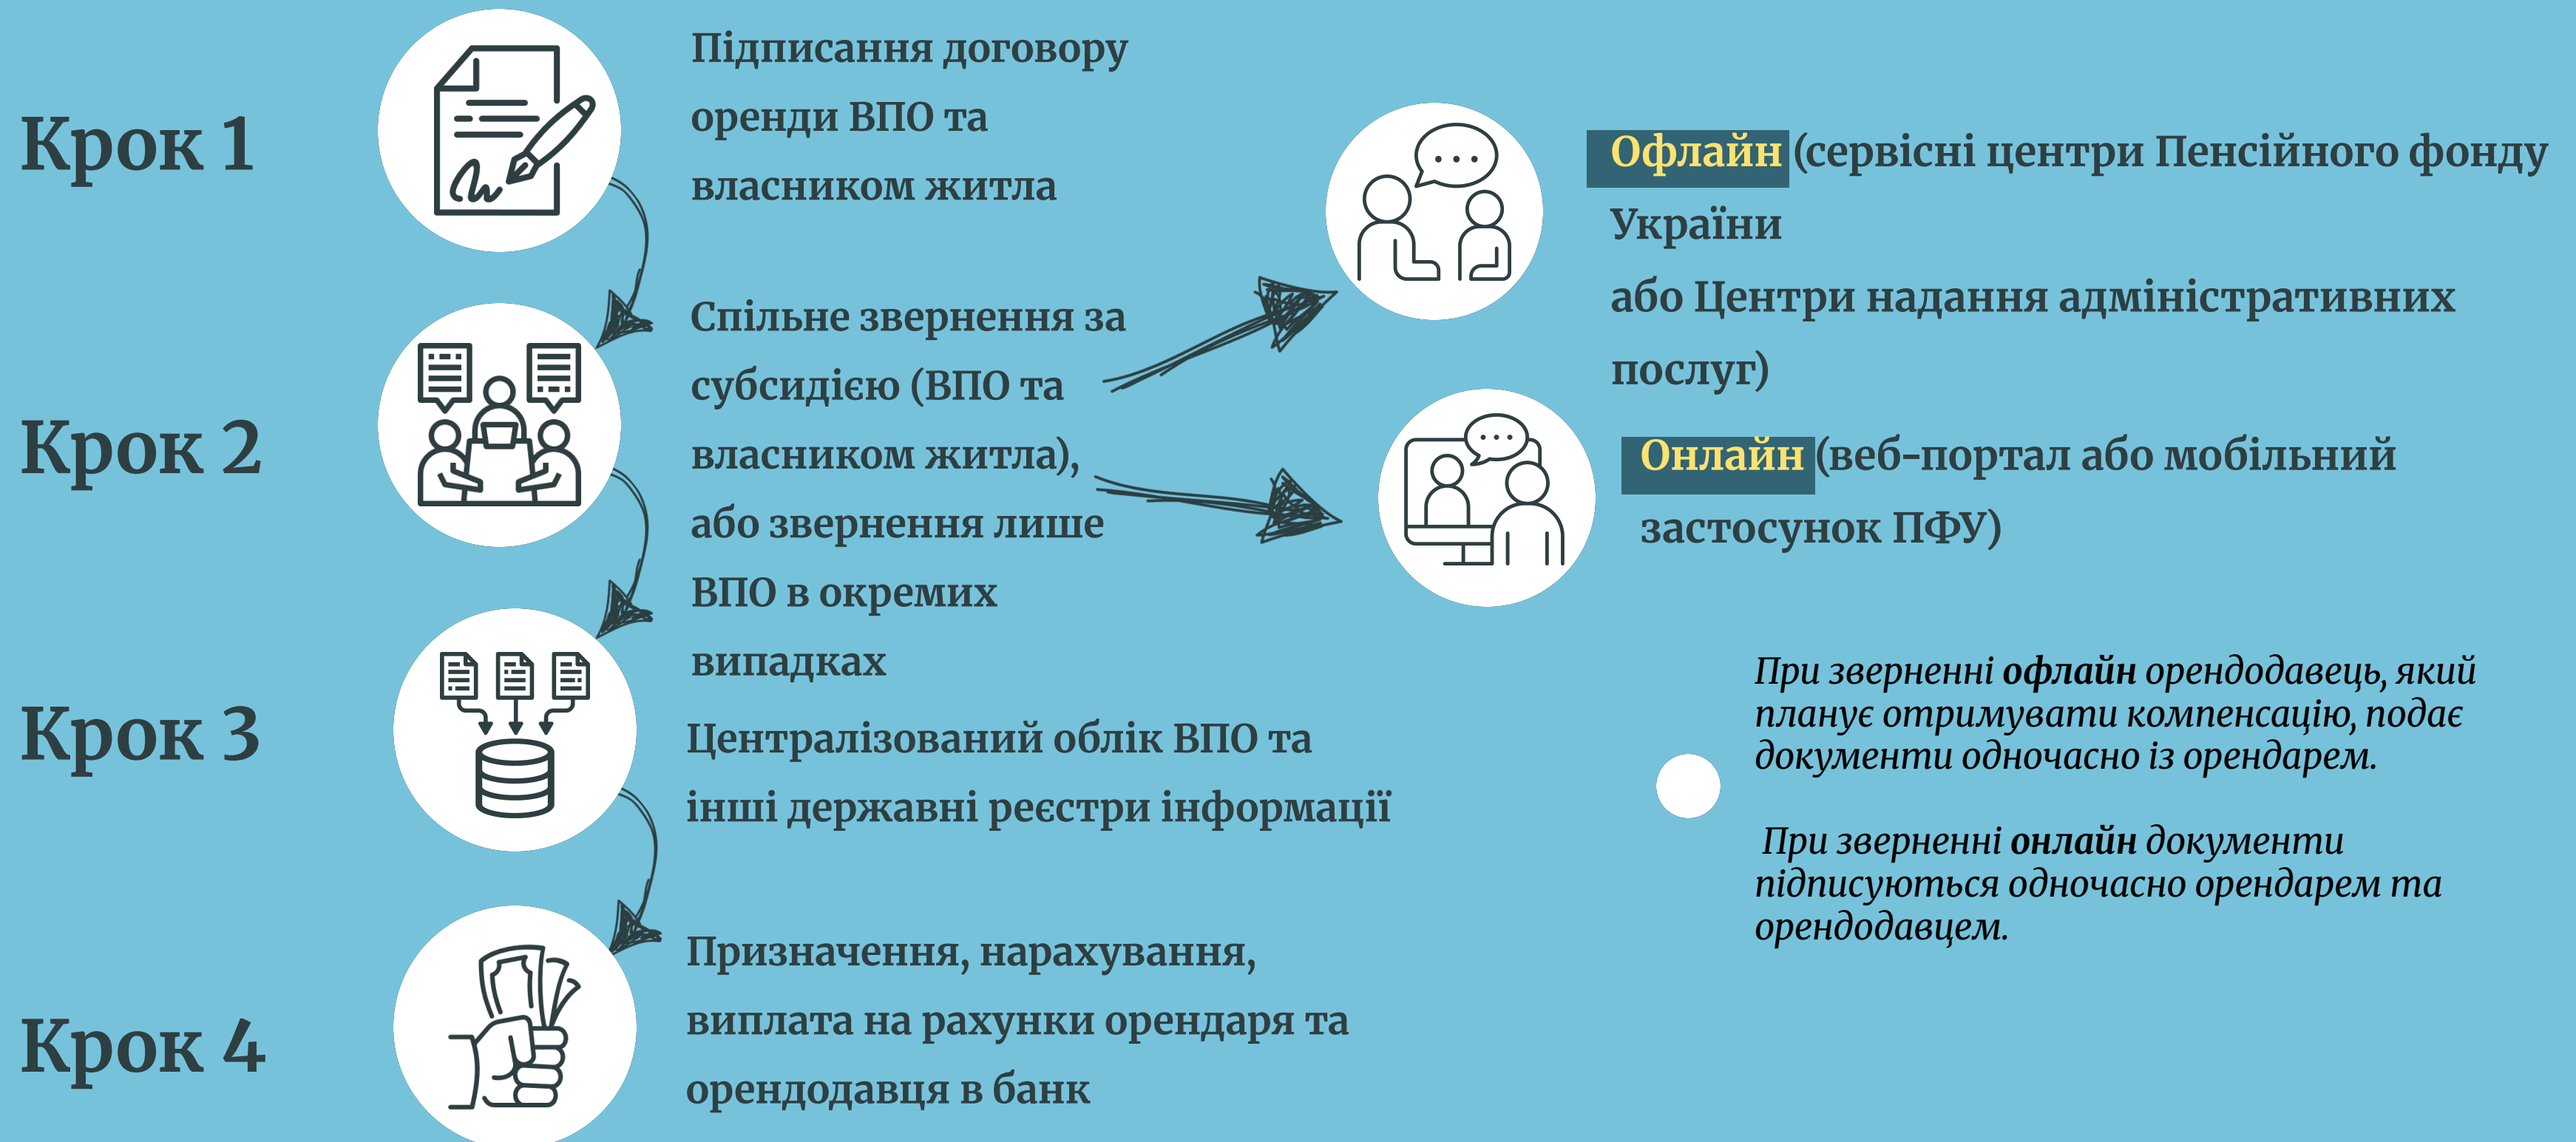 Крок 1
Підписання договору
оренди ВПО та
власником житла
Крок 2
Спільне звернення за
субсидією (ВПО та
власником житла),
або звернення лише
ВПО в окремих
випадках
Офлайн (сервісні центри Пенсійного фонду
України
або Центри надання адміністративних
послуг)
Онлайн (веб-портал або мобільний
застосунок ПФУ)
Крок 3
Централізований облік ВПО та
інші державні реєстри інформації
Крок 4
Призначення, нарахування,
виплата на рахунки орендаря та
орендодавця в банк
При зверненні офлайн орендодавець, який
планує отримувати компенсацію, подає
документи одночасно із орендарем.
При зверненні онлайн документи
підписуються одночасно орендарем та
орендодавцем.